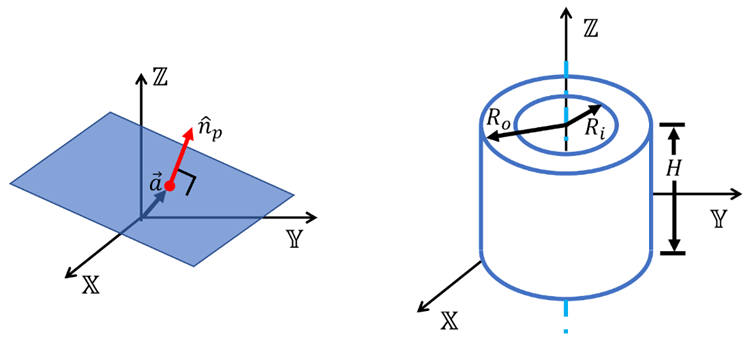 ℤ
n̂ₚ
a⃗
𝕐
𝕏
ℤ
Rₒ
Rᵢ
H
𝕐
𝕏